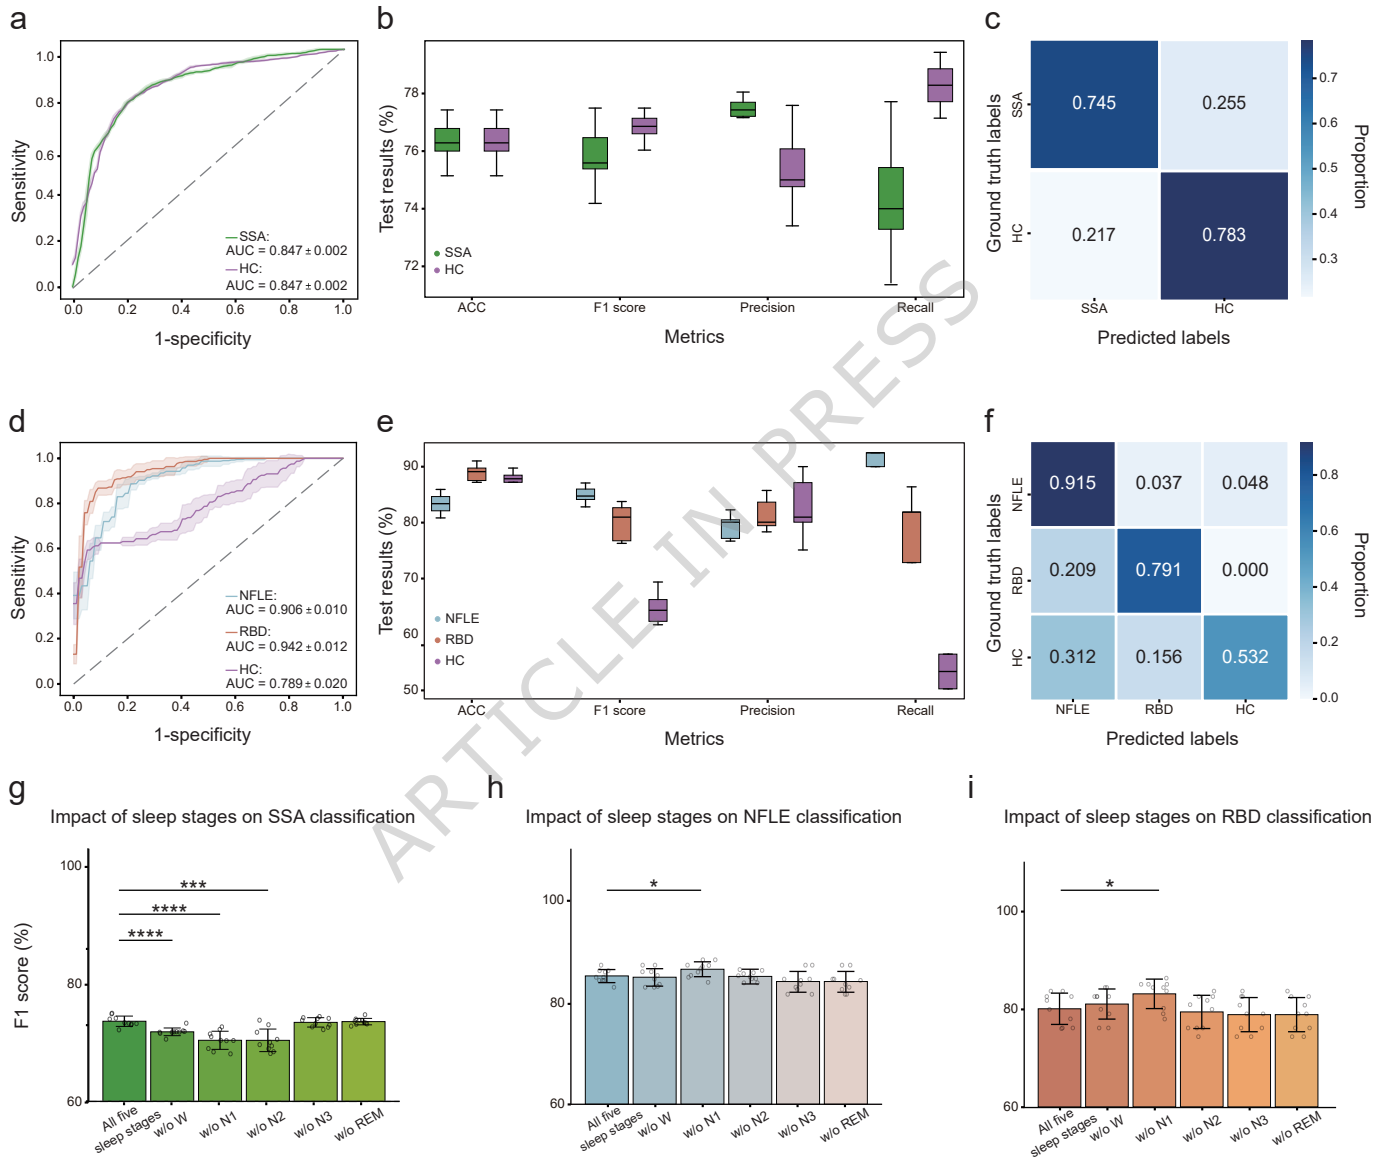 a
1.0
0.8
0.6
0.4
0.2
0.0
0.0 0.2 0.4 0.6 0.8 1.0
Sensitivity
1-specificity
SSA:
AUC = 0.847 ± 0.002
HC:
AUC = 0.847 ± 0.002
b
78
76
74
72
Test results (%)
SSA
HC
ACC F1 score Precision Recall
Metrics
c
Ground truth labels
SSA
HC
0.745 0.255
0.217 0.783
SSA HC
Predicted labels
0.7
0.6
0.5
0.4
0.3
Proportion
d
1.0
0.8
0.6
0.4
0.2
0.0
0.0 0.2 0.4 0.6 0.8 1.0
Sensitivity
1-specificity
NFLE:
AUC = 0.906 ± 0.010
RBD:
AUC = 0.942 ± 0.012
HC:
AUC = 0.789 ± 0.020
e
90
80
70
60
50
Test results (%)
NFLE
RBD
HC
ACC F1 score Precision Recall
Metrics
f
Ground truth labels
NFLE
RBD
HC
0.915 0.037 0.048
0.209 0.791 0.000
0.312 0.156 0.532
NFLE RBD HC
Predicted labels
0.8
0.6
0.4
0.2
0.0
Proportion
ARTICLE IN PRESS
g
Impact of sleep stages on SSA classification
100
80
60
F1 score (%)
***
****
****
All five
sleep stages
w/o W
w/o N1
w/o N2
w/o N3
w/o REM
h
Impact of sleep stages on NFLE classification
100
80
60
*
All five
sleep stages
w/o W
w/o N1
w/o N2
w/o N3
w/o REM
i
Impact of sleep stages on RBD classification
100
80
60
*
All five
sleep stages
w/o W
w/o N1
w/o N2
w/o N3
w/o REM